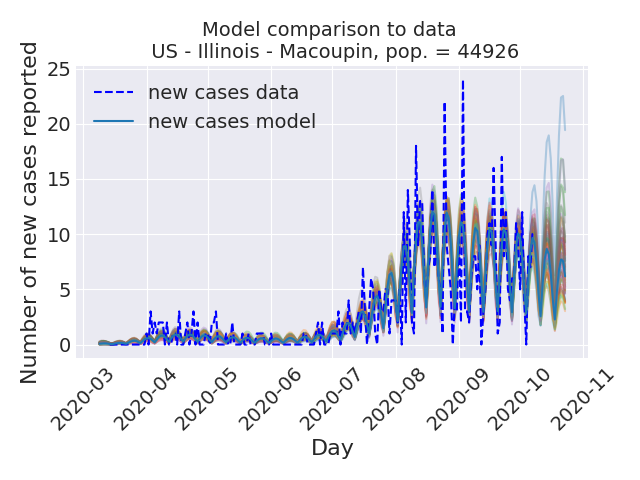 Model comparison to data
US - Illinois - Macoupin, pop. = 44926
Number of new cases reported
25
20
15
10
5
0
new cases data
new cases model
2020-03
2020-04
2020-05
2020-06
2020-07
2020-08
2020-09
2020-10
2020-11
Day